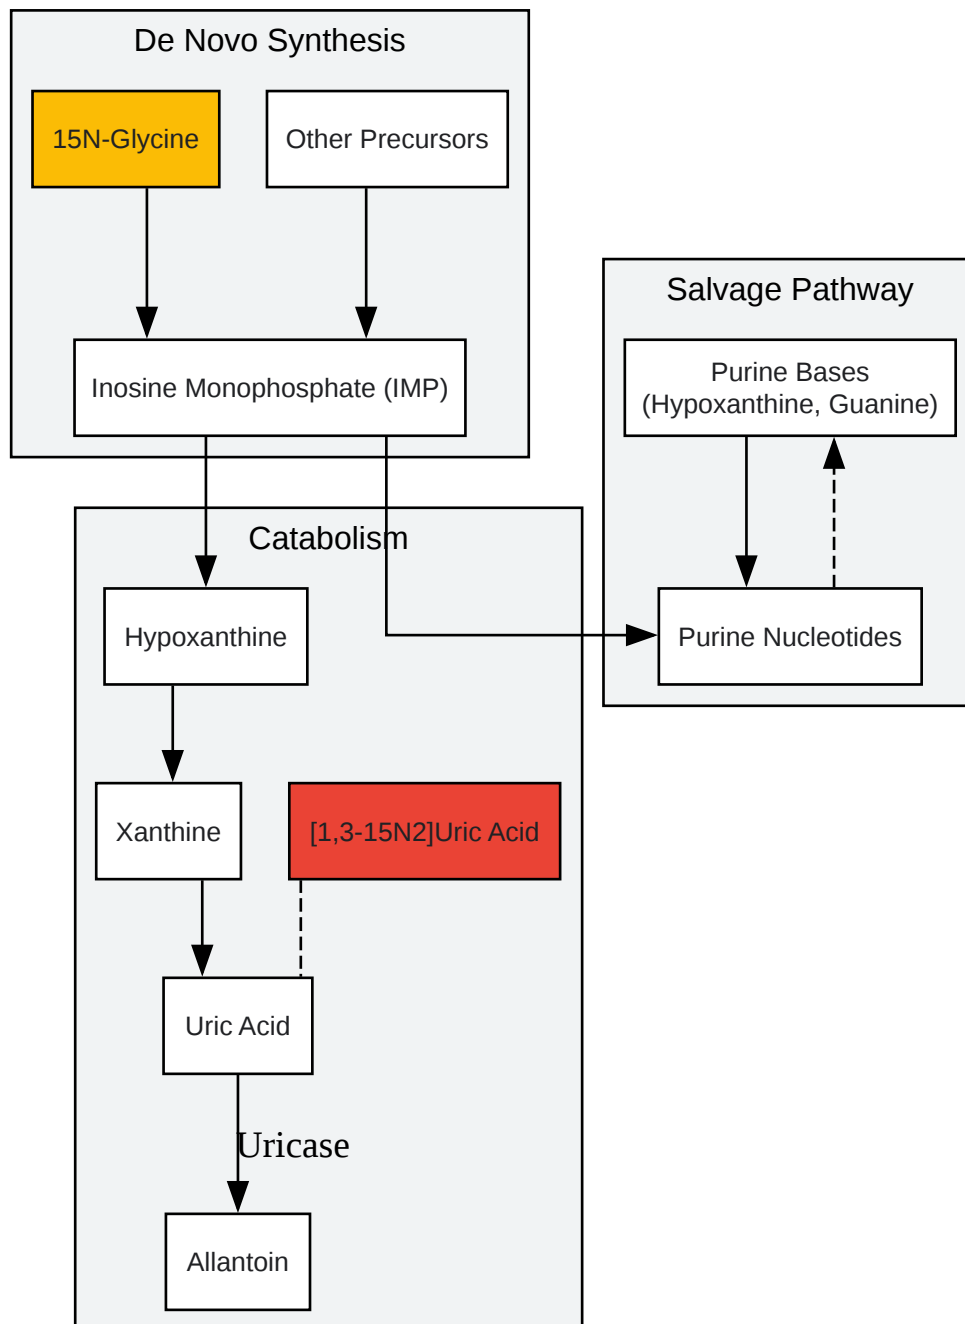 De Novo Synthesis
15N-Glycine
Other Precursors
Inosine Monophosphate (IMP)
Salvage Pathway
Purine Bases
(Hypoxanthine, Guanine)
Purine Nucleotides
Catabolism
Hypoxanthine
Xanthine
[1,3-15N2]Uric Acid
Uric Acid
Uricase
Allantoin